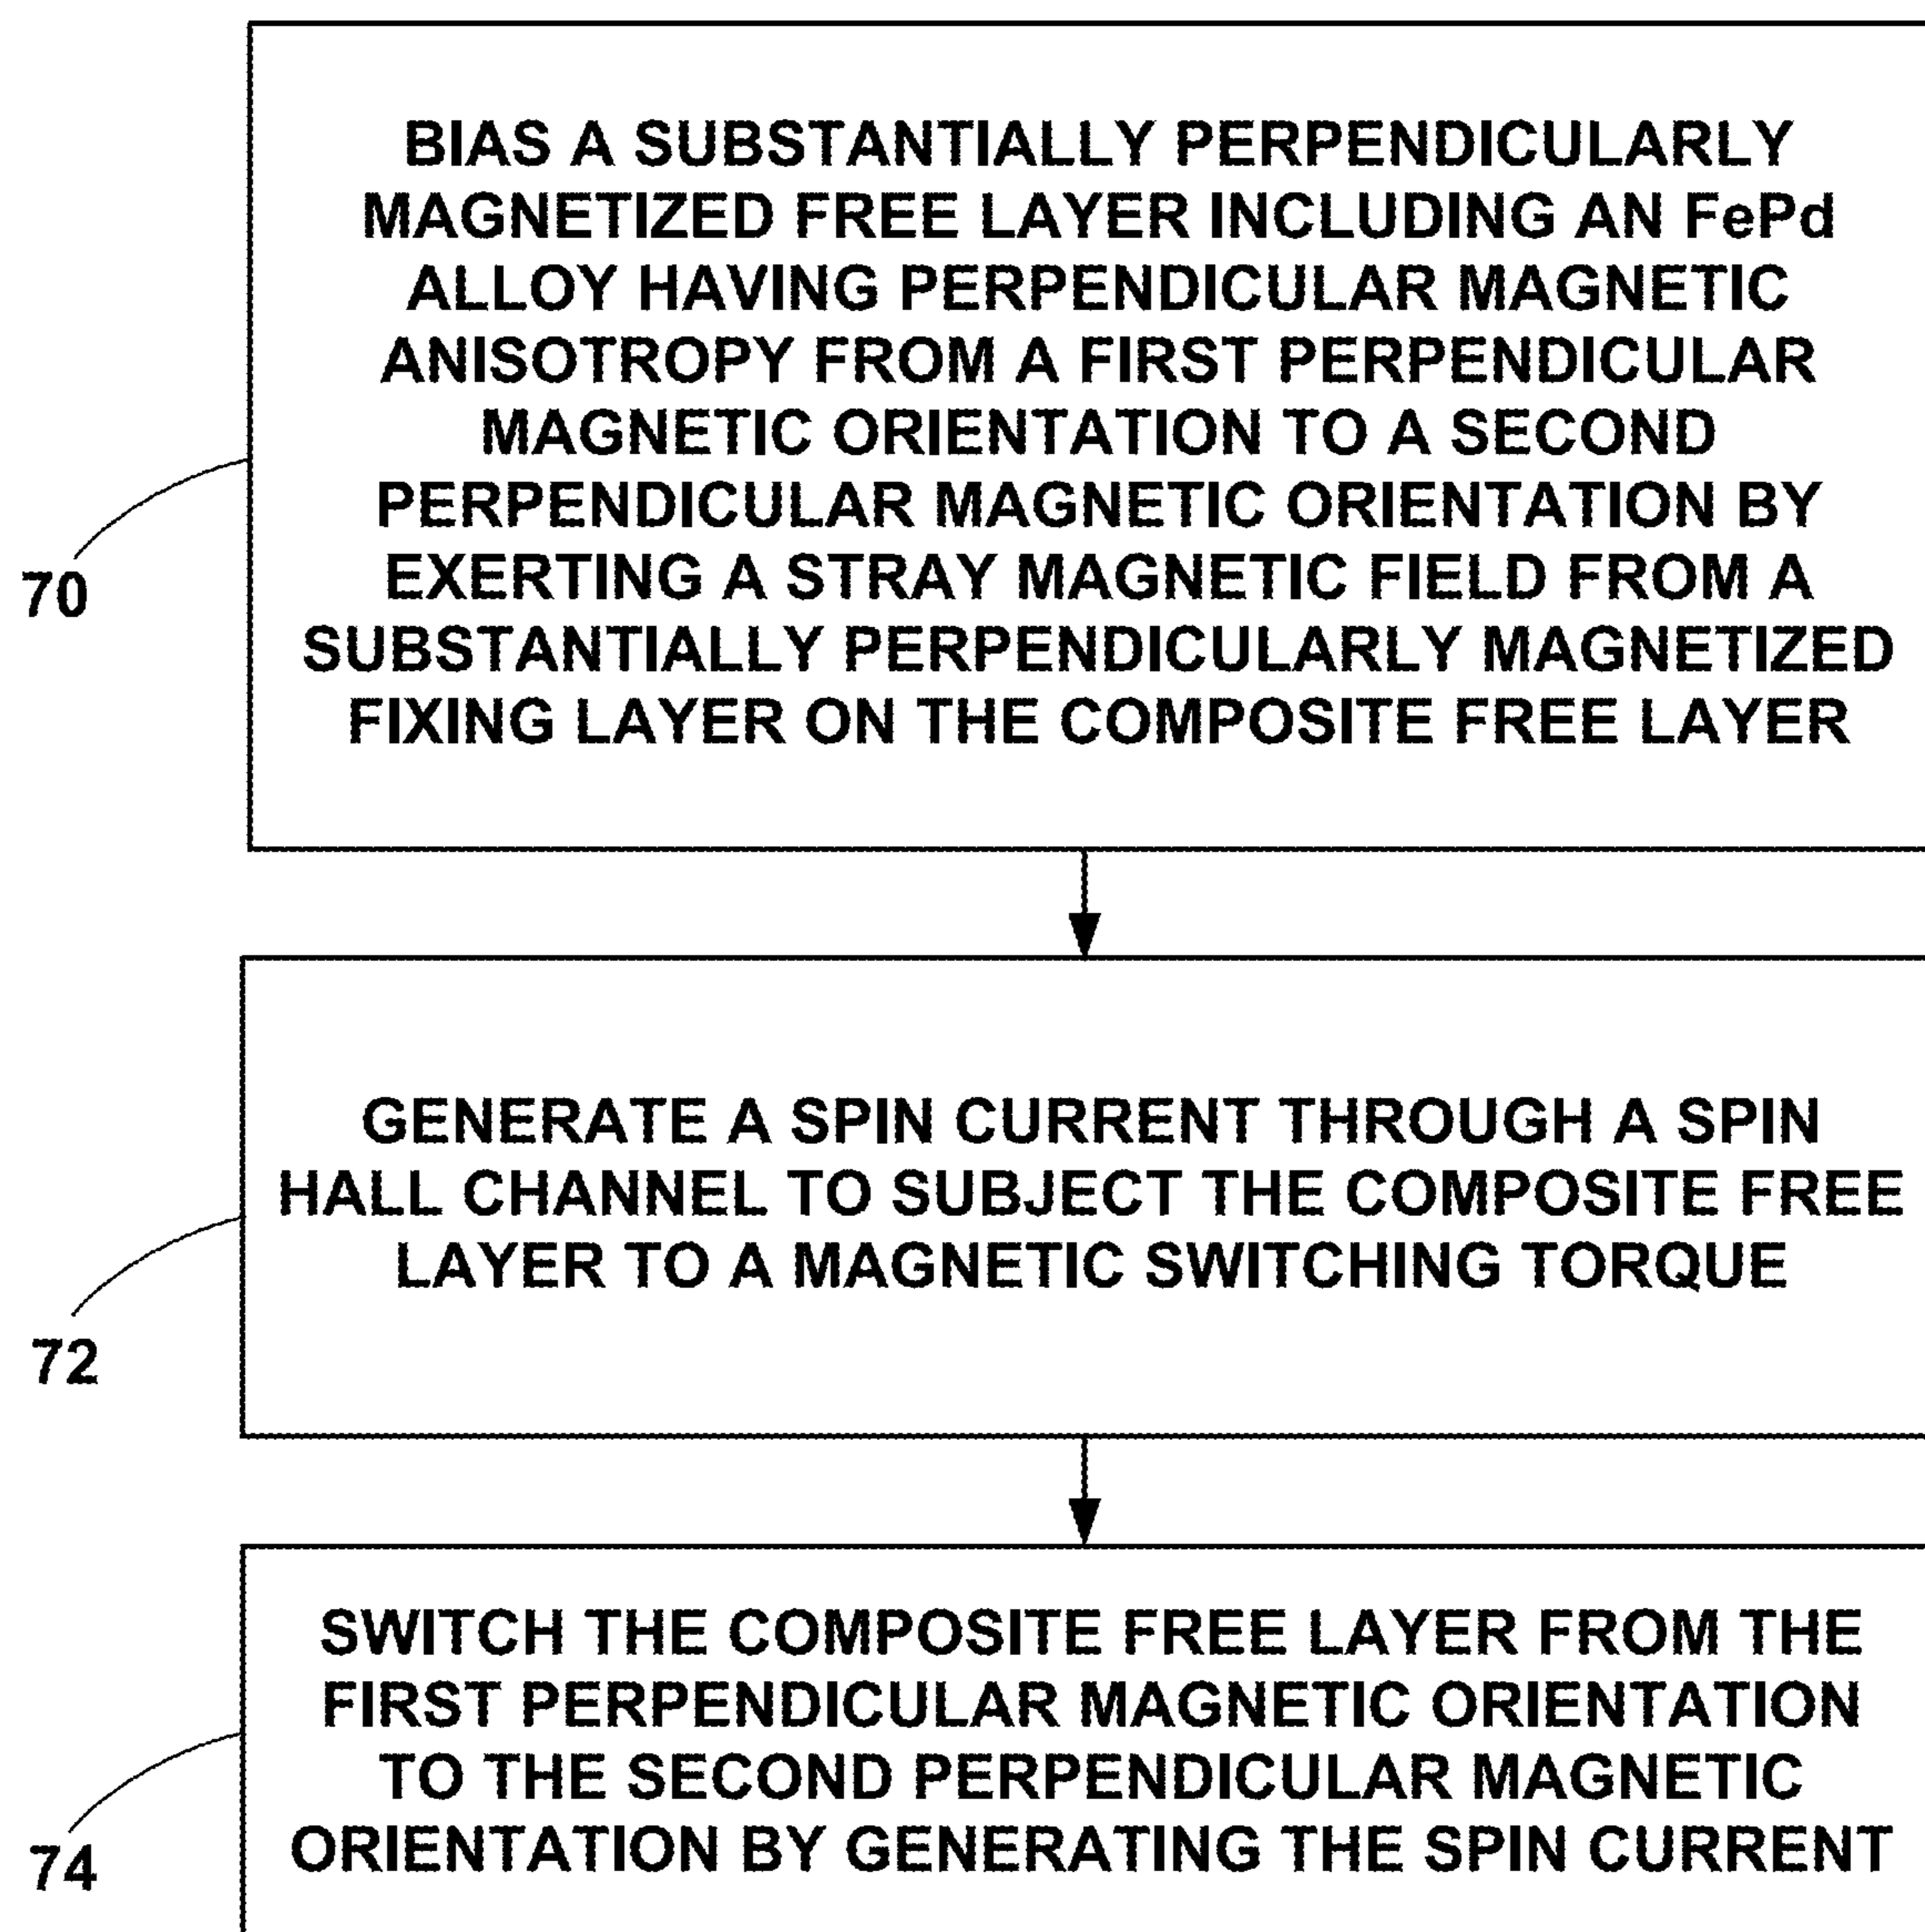 BIAS A SUBSTANTIALLY PERPENDICULARLY
MAGNETIZED FREE LAYER INCLUDING AN FePd
ALLOY HAVING PERPENDICULAR MAGNETIC
ANISOTROPY FROM A FIRST PERPENDICULAR
MAGNETIC ORIENTATION TO A SECOND
PERPENDICULAR MAGNETIC ORIENTATION BY
EXERTING A STRAY MAGNETIC FIELD FROM A
SUBSTANTIALLY PERPENDICULARLY MAGNETIZED
FIXING LAYER ON THE COMPOSITE FREE LAYER
70
GENERATE A SPIN CURRENT THROUGH A SPIN
HALL CHANNEL TO SUBJECT THE COMPOSITE FREE
LAYER TO A MAGNETIC SWITCHING TORQUE
72
SWITCH THE COMPOSITE FREE LAYER FROM THE
FIRST PERPENDICULAR MAGNETIC ORIENTATION
TO THE SECOND PERPENDICULAR MAGNETIC
ORIENTATION BY GENERATING THE SPIN CURRENT
74